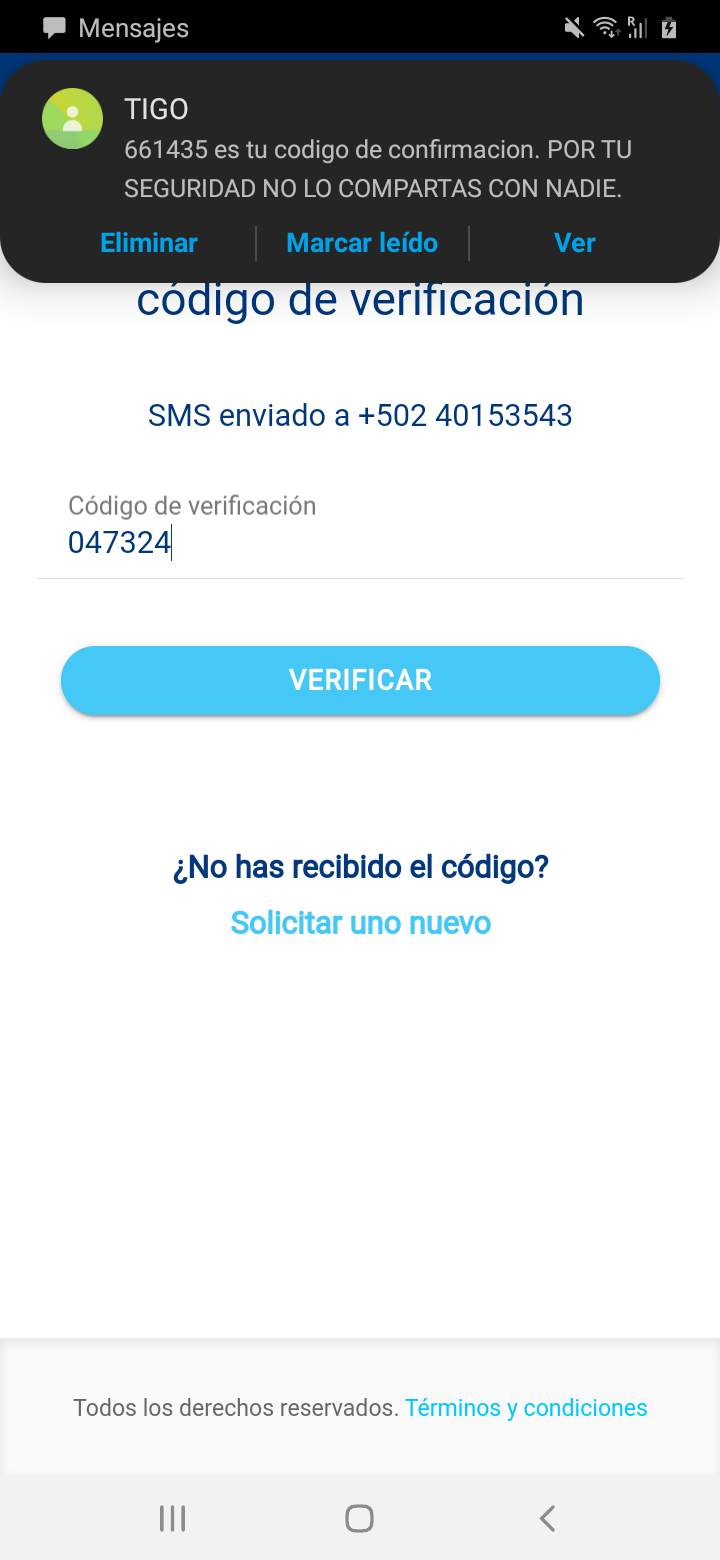 Mensajes
TIGO
661435 es tu codigo de confirmacion. POR TU
SEGURIDAD NO LO COMPARTAS CON NADIE.
Eliminar
Marcar leído
Ver
código de verificación
SMS enviado a +502 40153543
Código de verificación
047324
VERIFICAR
¿No has recibido el código?
Solicitar uno nuevo
Todos los derechos reservados. Términos y condiciones